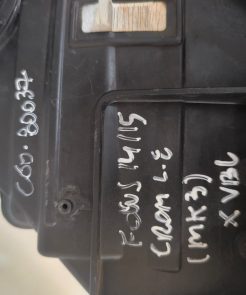 COD. 80037
FOCUS 14/15
CROM L.E
(MK3)
X VBL